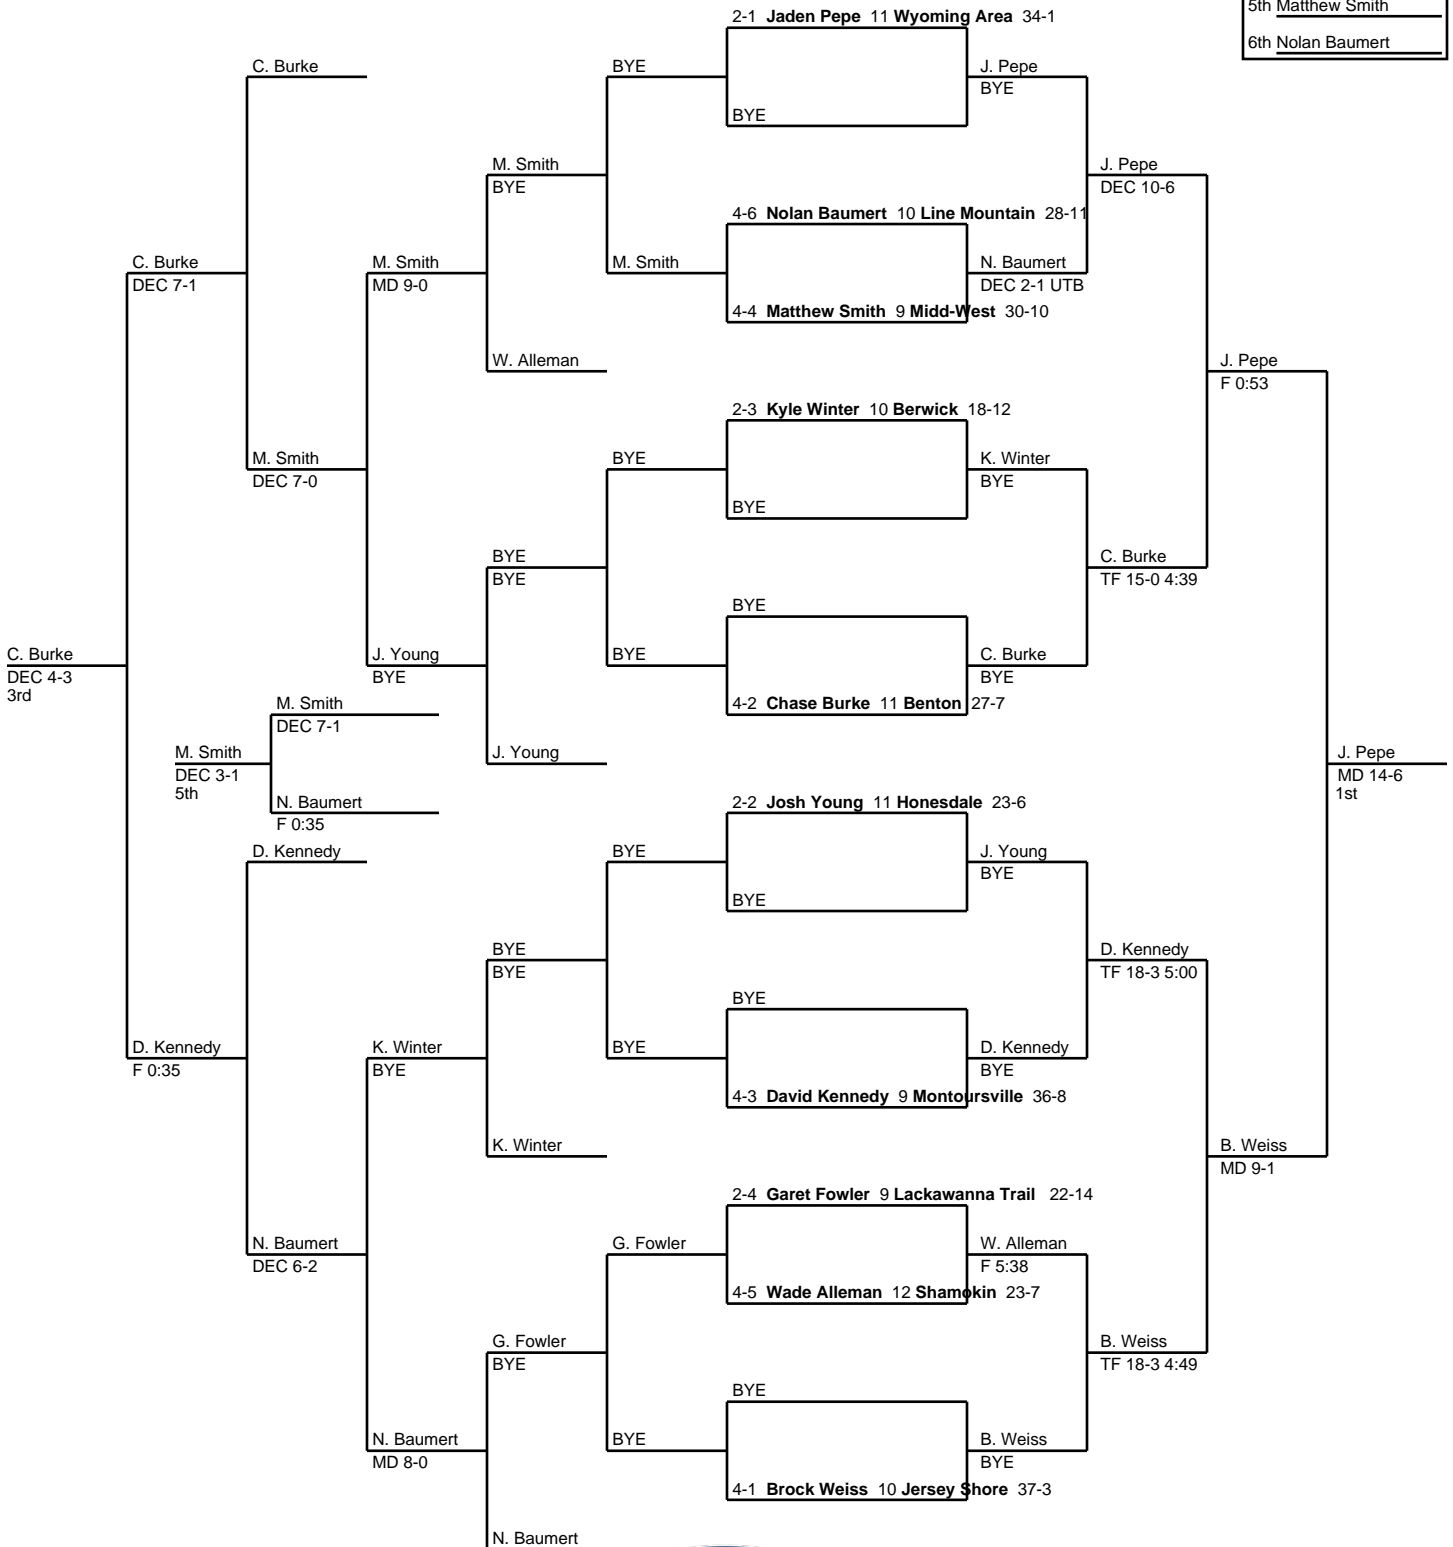 5th Matthew Smith
6th Nolan Baumert
2-1 Jaden Pepe 11 Wyoming Area 34-1
C. Burke
BYE
J. Pepe
BYE
BYE
M. Smith
BYE
J. Pepe
DEC 10-6
4-6 Nolan Baumert 10 Line Mountain 28-11
C. Burke
DEC 7-1
M. Smith
MD 9-0
M. Smith
N. Baumert
DEC 2-1 UTB
4-4 Matthew Smith 9 Midd-West 30-10
W. Alleman
J. Pepe
F 0:53
2-3 Kyle Winter 10 Berwick 18-12
M. Smith
DEC 7-0
BYE
K. Winter
BYE
BYE
BYE
BYE
C. Burke
TF 15-0 4:39
BYE
C. Burke
DEC 4-3
3rd
J. Young
BYE
BYE
C. Burke
BYE
4-2 Chase Burke 11 Benton 27-7
M. Smith
DEC 7-1
M. Smith
DEC 3-1
5th
J. Young
J. Pepe
MD 14-6
1st
N. Baumert
F 0:35
2-2 Josh Young 11 Honesdale 23-6
D. Kennedy
BYE
J. Young
BYE
BYE
BYE
BYE
D. Kennedy
TF 18-3 5:00
BYE
D. Kennedy
F 0:35
K. Winter
BYE
BYE
D. Kennedy
BYE
4-3 David Kennedy 9 Montoursville 36-8
K. Winter
B. Weiss
MD 9-1
2-4 Garet Fowler 9 Lackawanna Trail 22-14
N. Baumert
DEC 6-2
G. Fowler
W. Alleman
F 5:38
4-5 Wade Alleman 12 Shamokin 23-7
G. Fowler
BYE
B. Weiss
TF 18-3 4:49
BYE
N. Baumert
MD 8-0
BYE
B. Weiss
BYE
4-1 Brock Weiss 10 Jersey Shore 37-3
N. Baumert